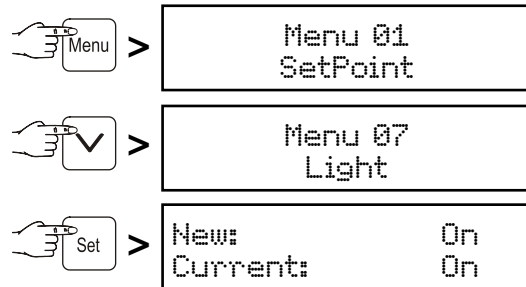 Menu > Menu 01
SetPoint
> Menu 07
Light
Set > New: On
Current: On